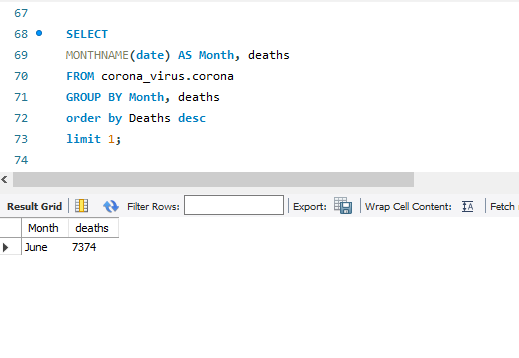 67
68 SELECT
69 MONTHNAME(date) AS Month, deaths
70 FROM corona_virus.corona
71 GROUP BY Month, deaths
72 order by Deaths desc
73 limit 1;
74
Result Grid Filter Rows: Export: Wrap Cell Content: Fetch
Month deaths
June 7374